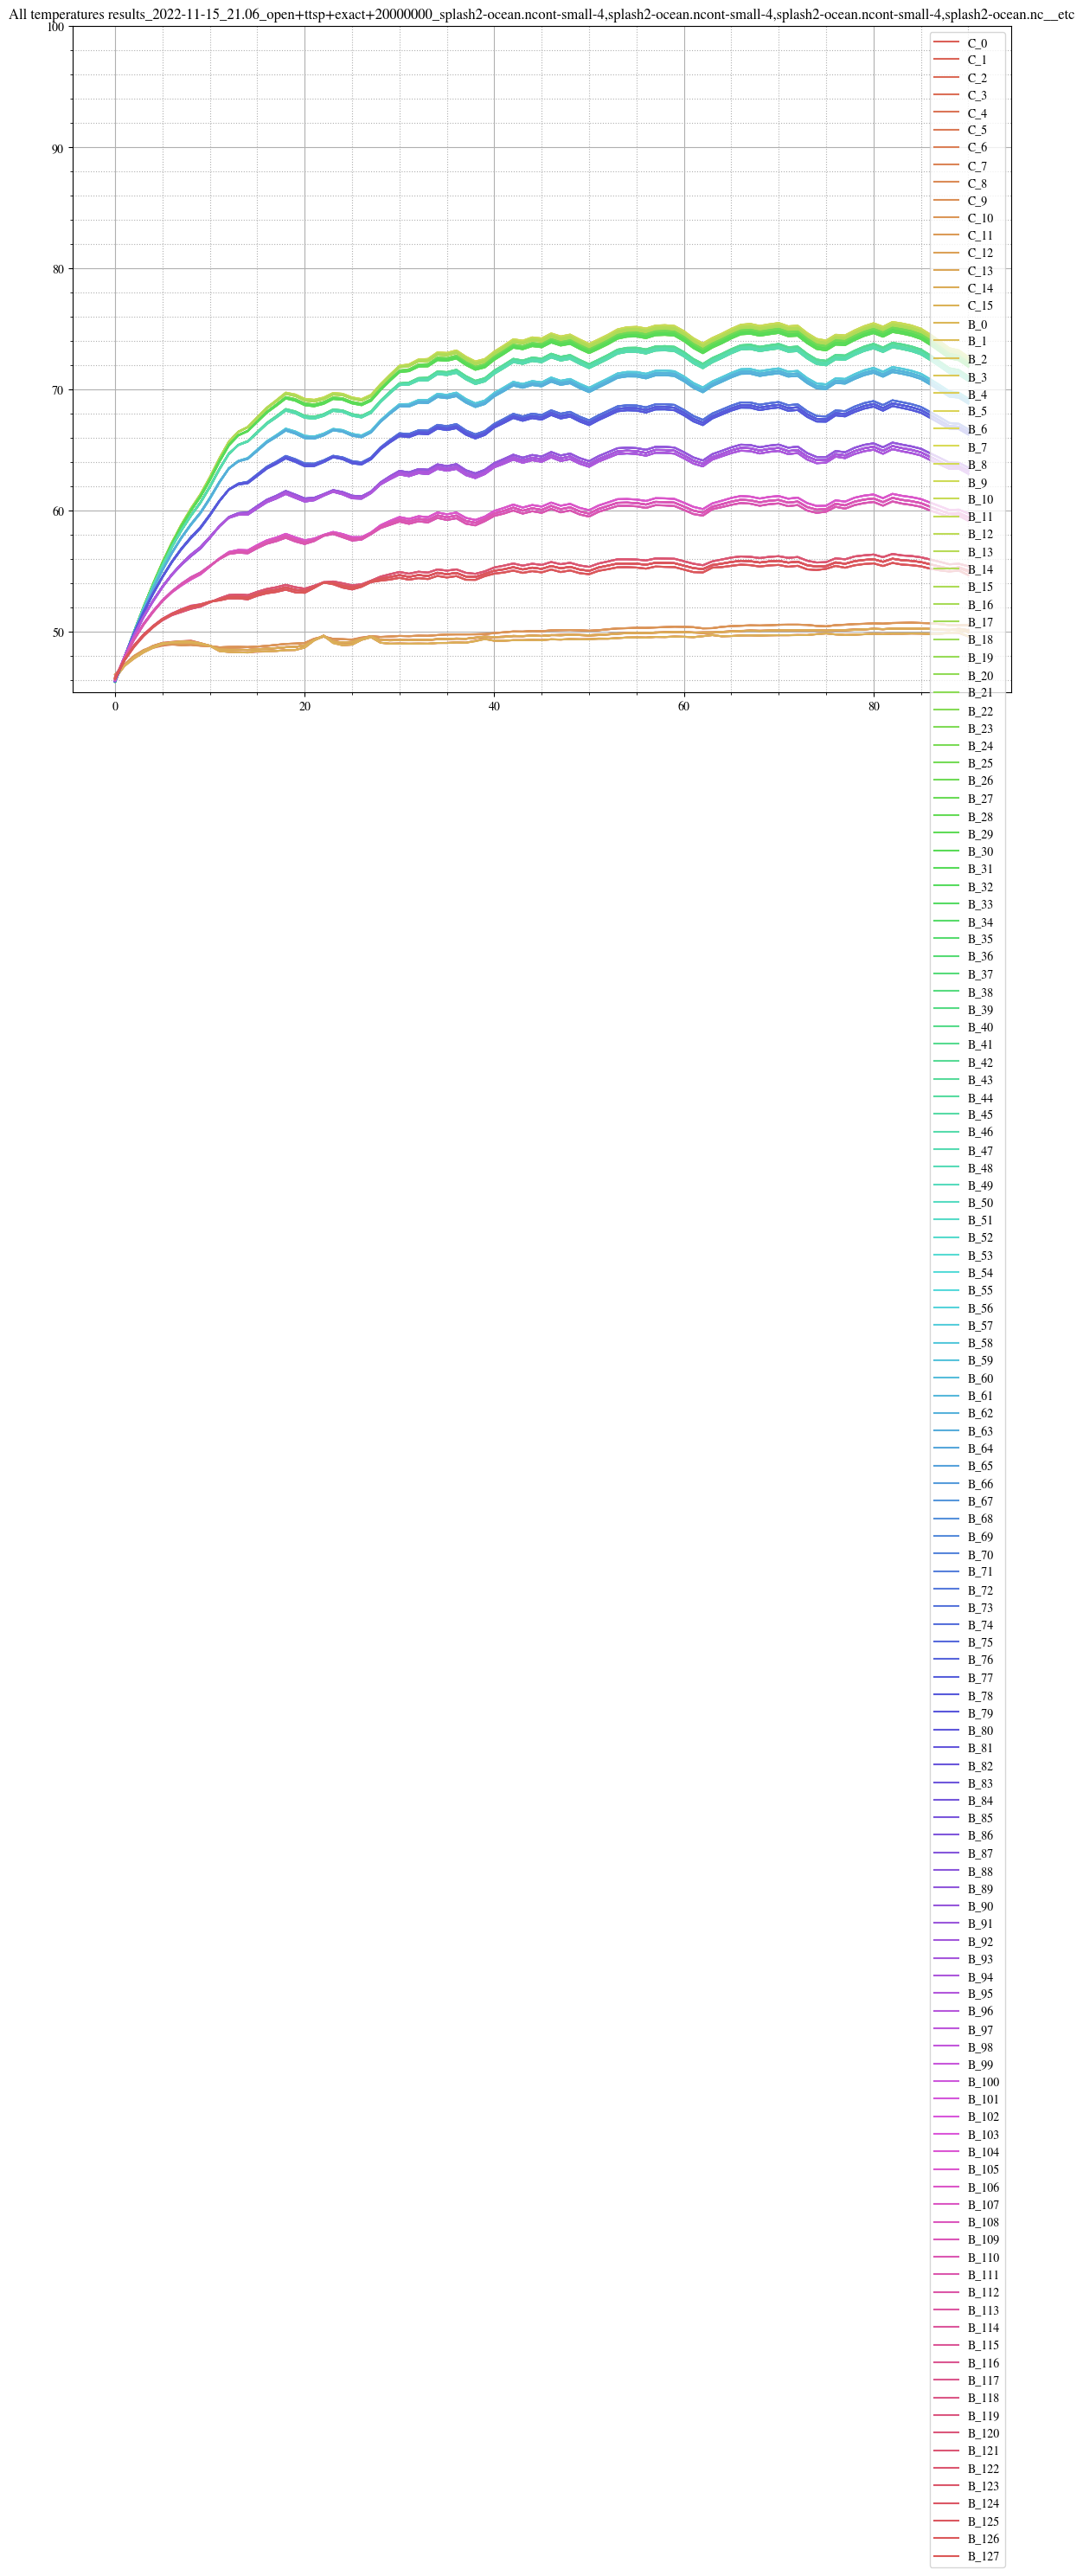 All temperatures results_2022-11-15_21.06_open+ttsp+exact+20000000_splash2-ocean.ncont-small-4,splash2-ocean.ncont-small-4,splash2-ocean.ncont-small-4,splash2-ocean.nc__etc
100
90
80
70
60
50
0
20
40
60
80
C_0
C_1
C_2
C_3
C_4
C_5
C_6
C_7
C_8
C_9
C_10
C_11
C_12
C_13
C_14
C_15
B_0
B_1
B_2
B_3
B_4
B_5
B_6
B_7
B_8
B_9
B_10
B_11
B_12
B_13
B_14
B_15
B_16
B_17
B_18
B_19
B_20
B_21
B_22
B_23
B_24
B_25
B_26
B_27
B_28
B_29
B_30
B_31
B_32
B_33
B_34
B_35
B_36
B_37
B_38
B_39
B_40
B_41
B_42
B_43
B_44
B_45
B_46
B_47
B_48
B_49
B_50
B_51
B_52
B_53
B_54
B_55
B_56
B_57
B_58
B_59
B_60
B_61
B_62
B_63
B_64
B_65
B_66
B_67
B_68
B_69
B_70
B_71
B_72
B_73
B_74
B_75
B_76
B_77
B_78
B_79
B_80
B_81
B_82
B_83
B_84
B_85
B_86
B_87
B_88
B_89
B_90
B_91
B_92
B_93
B_94
B_95
B_96
B_97
B_98
B_99
B_100
B_101
B_102
B_103
B_104
B_105
B_106
B_107
B_108
B_109
B_110
B_111
B_112
B_113
B_114
B_115
B_116
B_117
B_118
B_119
B_120
B_121
B_122
B_123
B_124
B_125
B_126
B_127